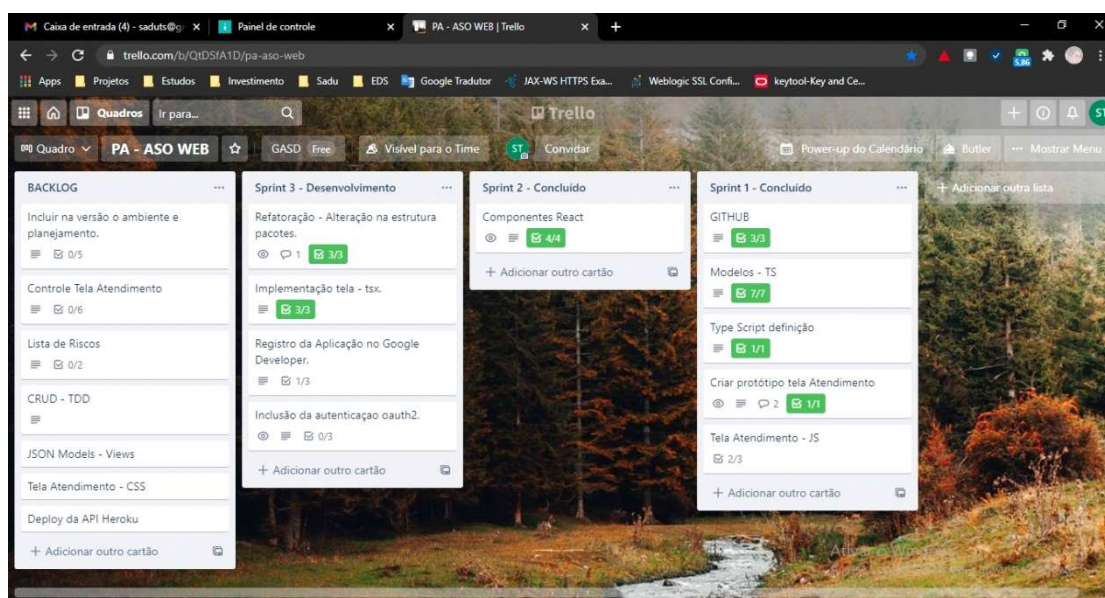 Caixa de entrada (4) - saduts@g
Painel de controle
PA - ASO WEB | Trello
trello.com/b/QtDSfA1D/pa-aso-web
5,86
Apps Projetos Estudos Investimento Sadu EDS Google Tradutor JAX-WS HTTPS Exa... Weblogic SSL Confi... keytool-Key and Ce...
Quadros Ir para... Trello ST
Quadro PA - ASO WEB GASD Free Visível para o Time ST Convidar Power-up do Calendário Butler Mostrar Menu
BACKLOG
Incluir na versão o ambiente e
planejamento.
0/5
Controle Tela Atendimento
0/6
Lista de Riscos
0/2
CRUD - TDD
JSON Models - Views
Tela Atendimento - CSS
Deploy da API Heroku
+ Adicionar outro cartão
Sprint 3 - Desenvolvimento
Refatoração - Alteração na estrutura
pacotes.
1 3/3
Implementação tela - tsx.
3/3
Registro da Aplicação no Google
Developer.
1/3
Inclusão da autenticaçao oauth2.
0/3
+ Adicionar outro cartão
Sprint 2 - Concluído
Componentes React
4/4
+ Adicionar outro cartão
Sprint 1 - Concluído
GITHUB
3/3
Modelos - TS
7/7
Type Script definição
1/1
Criar protótipo tela Atendimento
2 1/1
Tela Atendimento - JS
2/3
+ Adicionar outro cartão
+ Adicionar outra lista